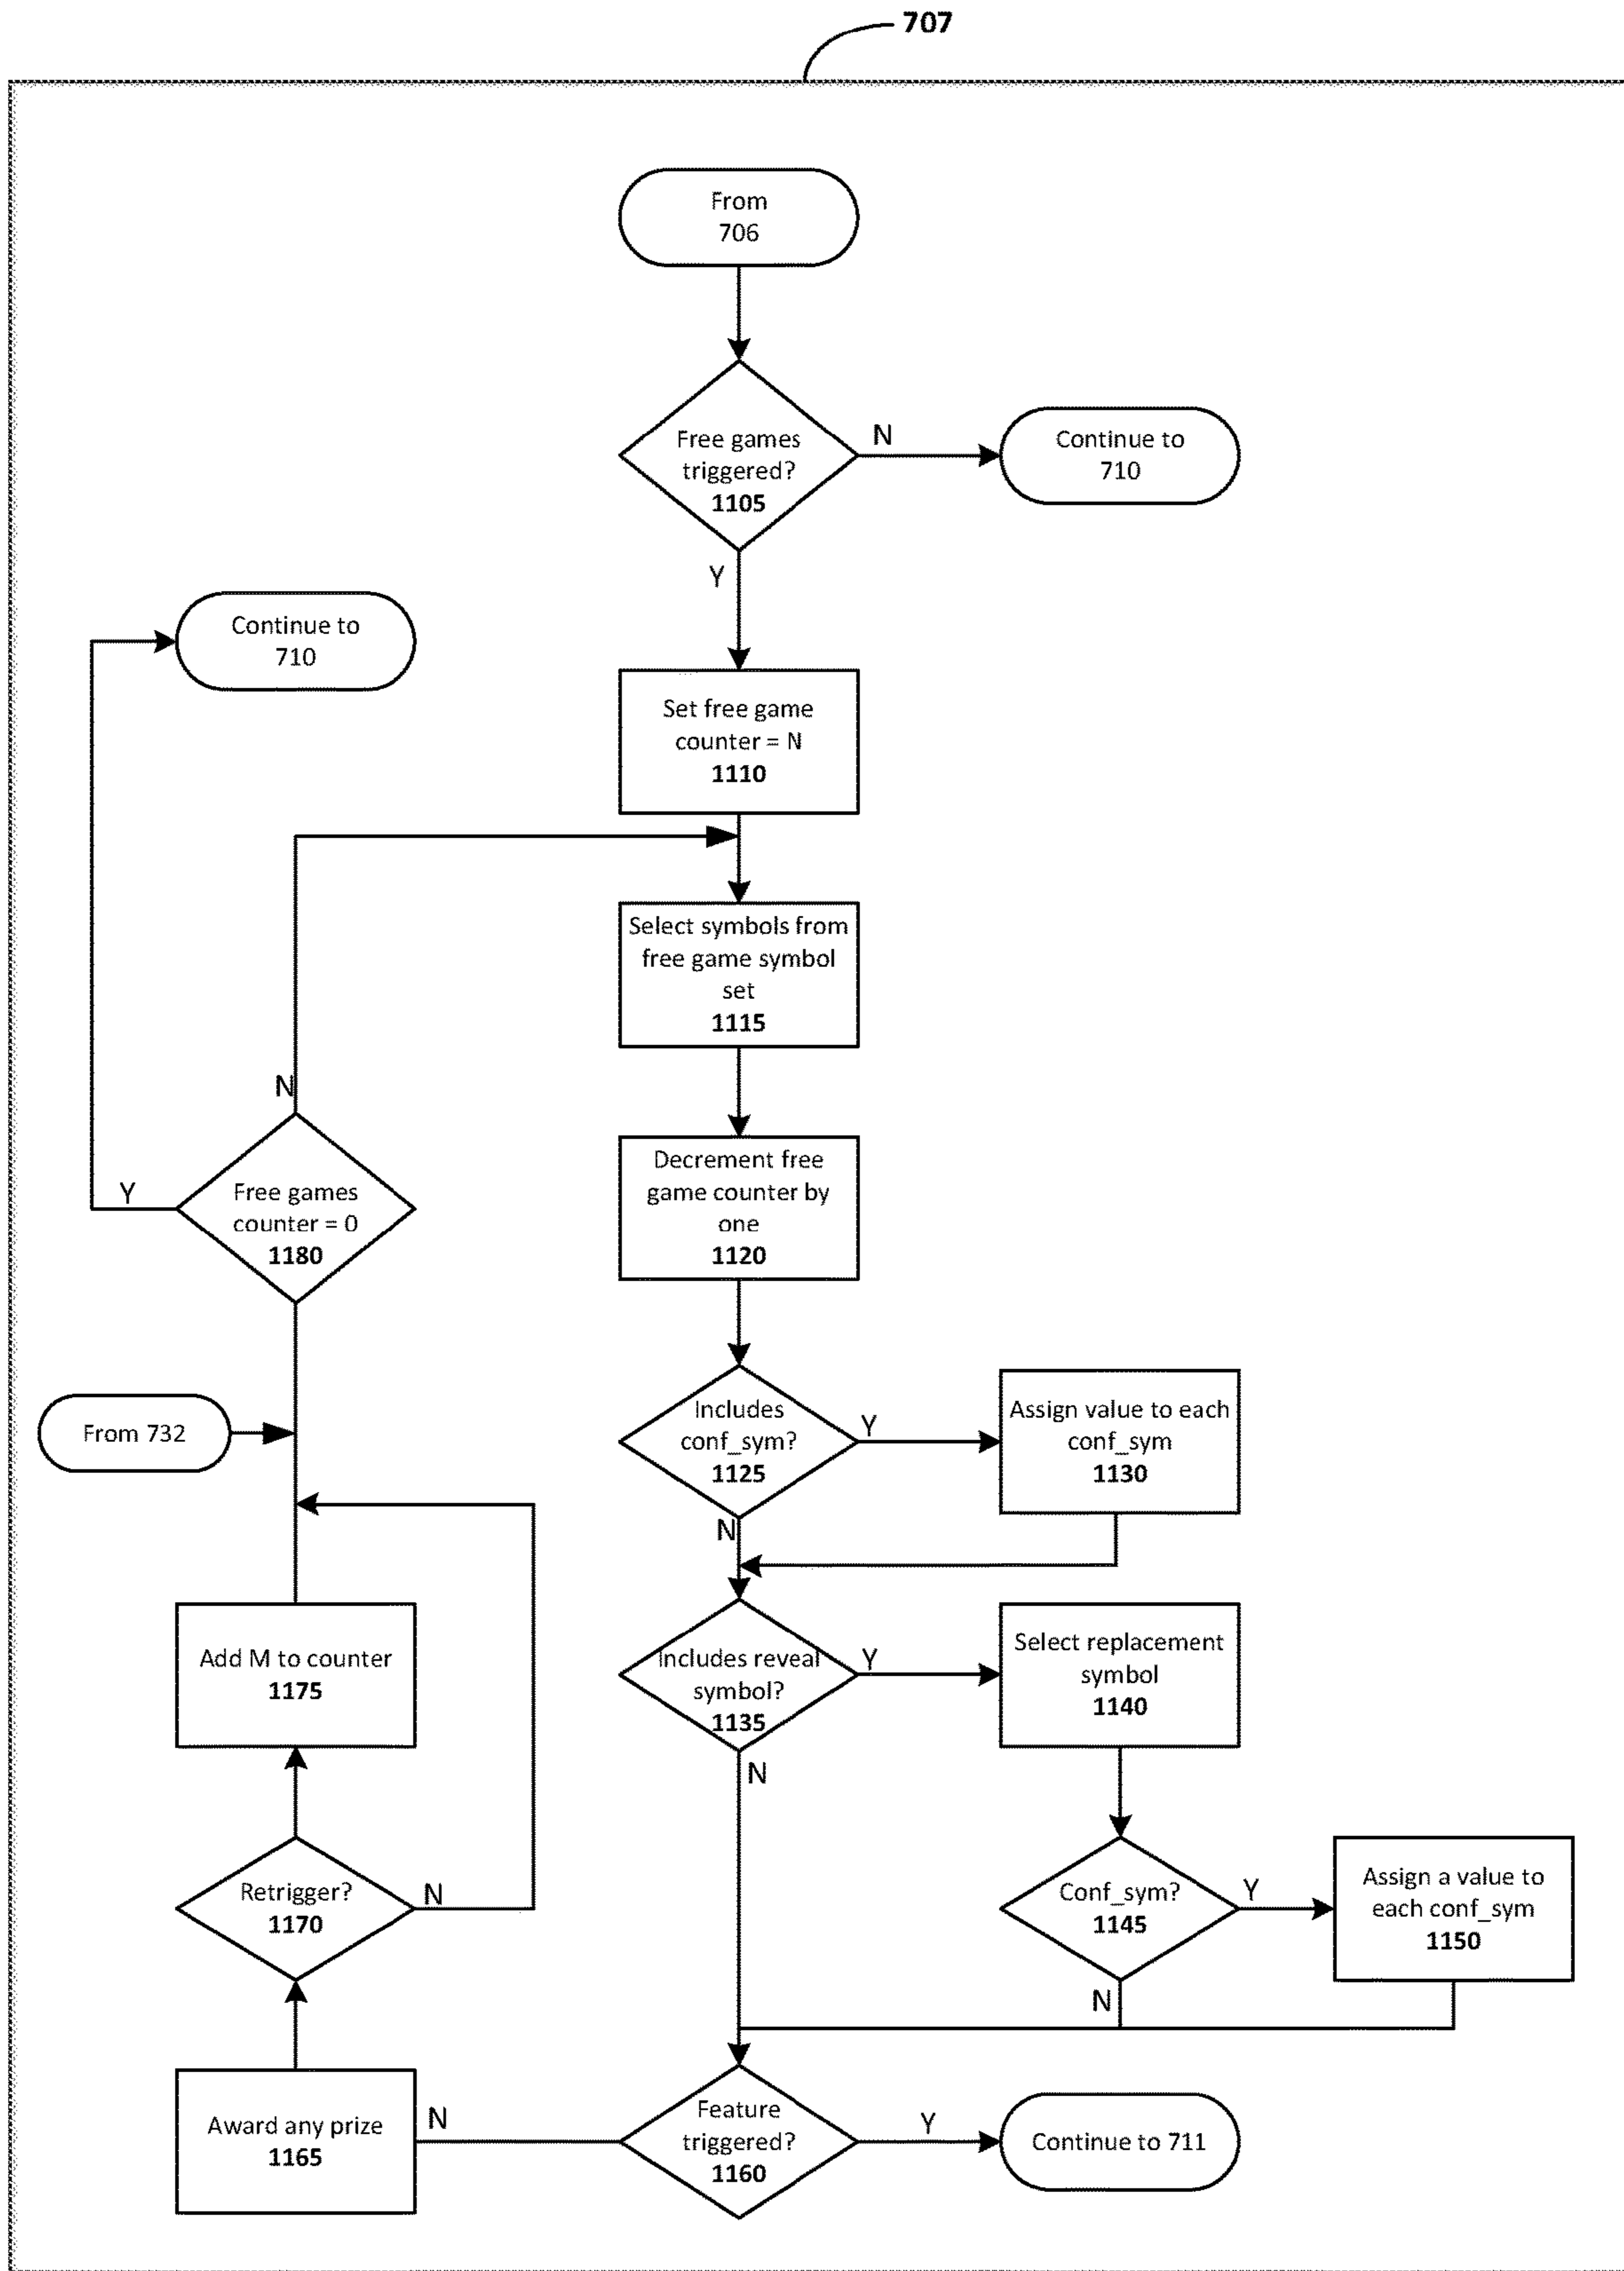 707
From
706
Free games
triggered?
1105
N
Continue to
710
Y
Continue to
710
Set free game
counter = N
1110
Select symbols from
free game symbol
set
1115
N
Decrement free
game counter by
one
1120
Y
Free games
counter = 0
1180
Includes
conf_sym?
1125
Y
Assign value to each
conf_sym
1130
From 732
N
Includes reveal
symbol?
1135
Y
Select replacement
symbol
1140
Add M to counter
1175
N
Retrigger?
1170
N
Conf_sym?
1145
Y
Assign a value to
each conf_sym
1150
N
Award any prize
1165
N
Feature
triggered?
1160
Y
Continue to 711